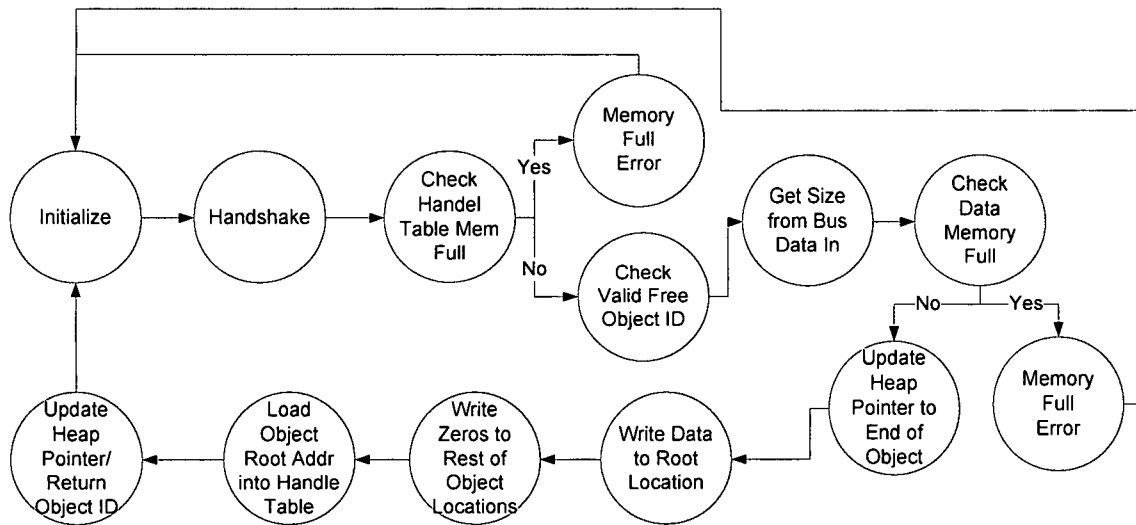 Memory
Full
Error
Initialize
Handshake
Check
Handel
Table Mem
Full
Yes
No
Check
Valid Free
Object ID
Get Size
from Bus
Data In
Check
Data
Memory
Full
No
Yes
Update
Heap
Pointer to
End of
Object
Memory
Full
Error
Update
Heap
Pointer/
Return
Object ID
Load
Object
Root Addr
into Handle
Table
Write
Zeros to
Rest of
Object
Locations
Write Data
to Root
Location